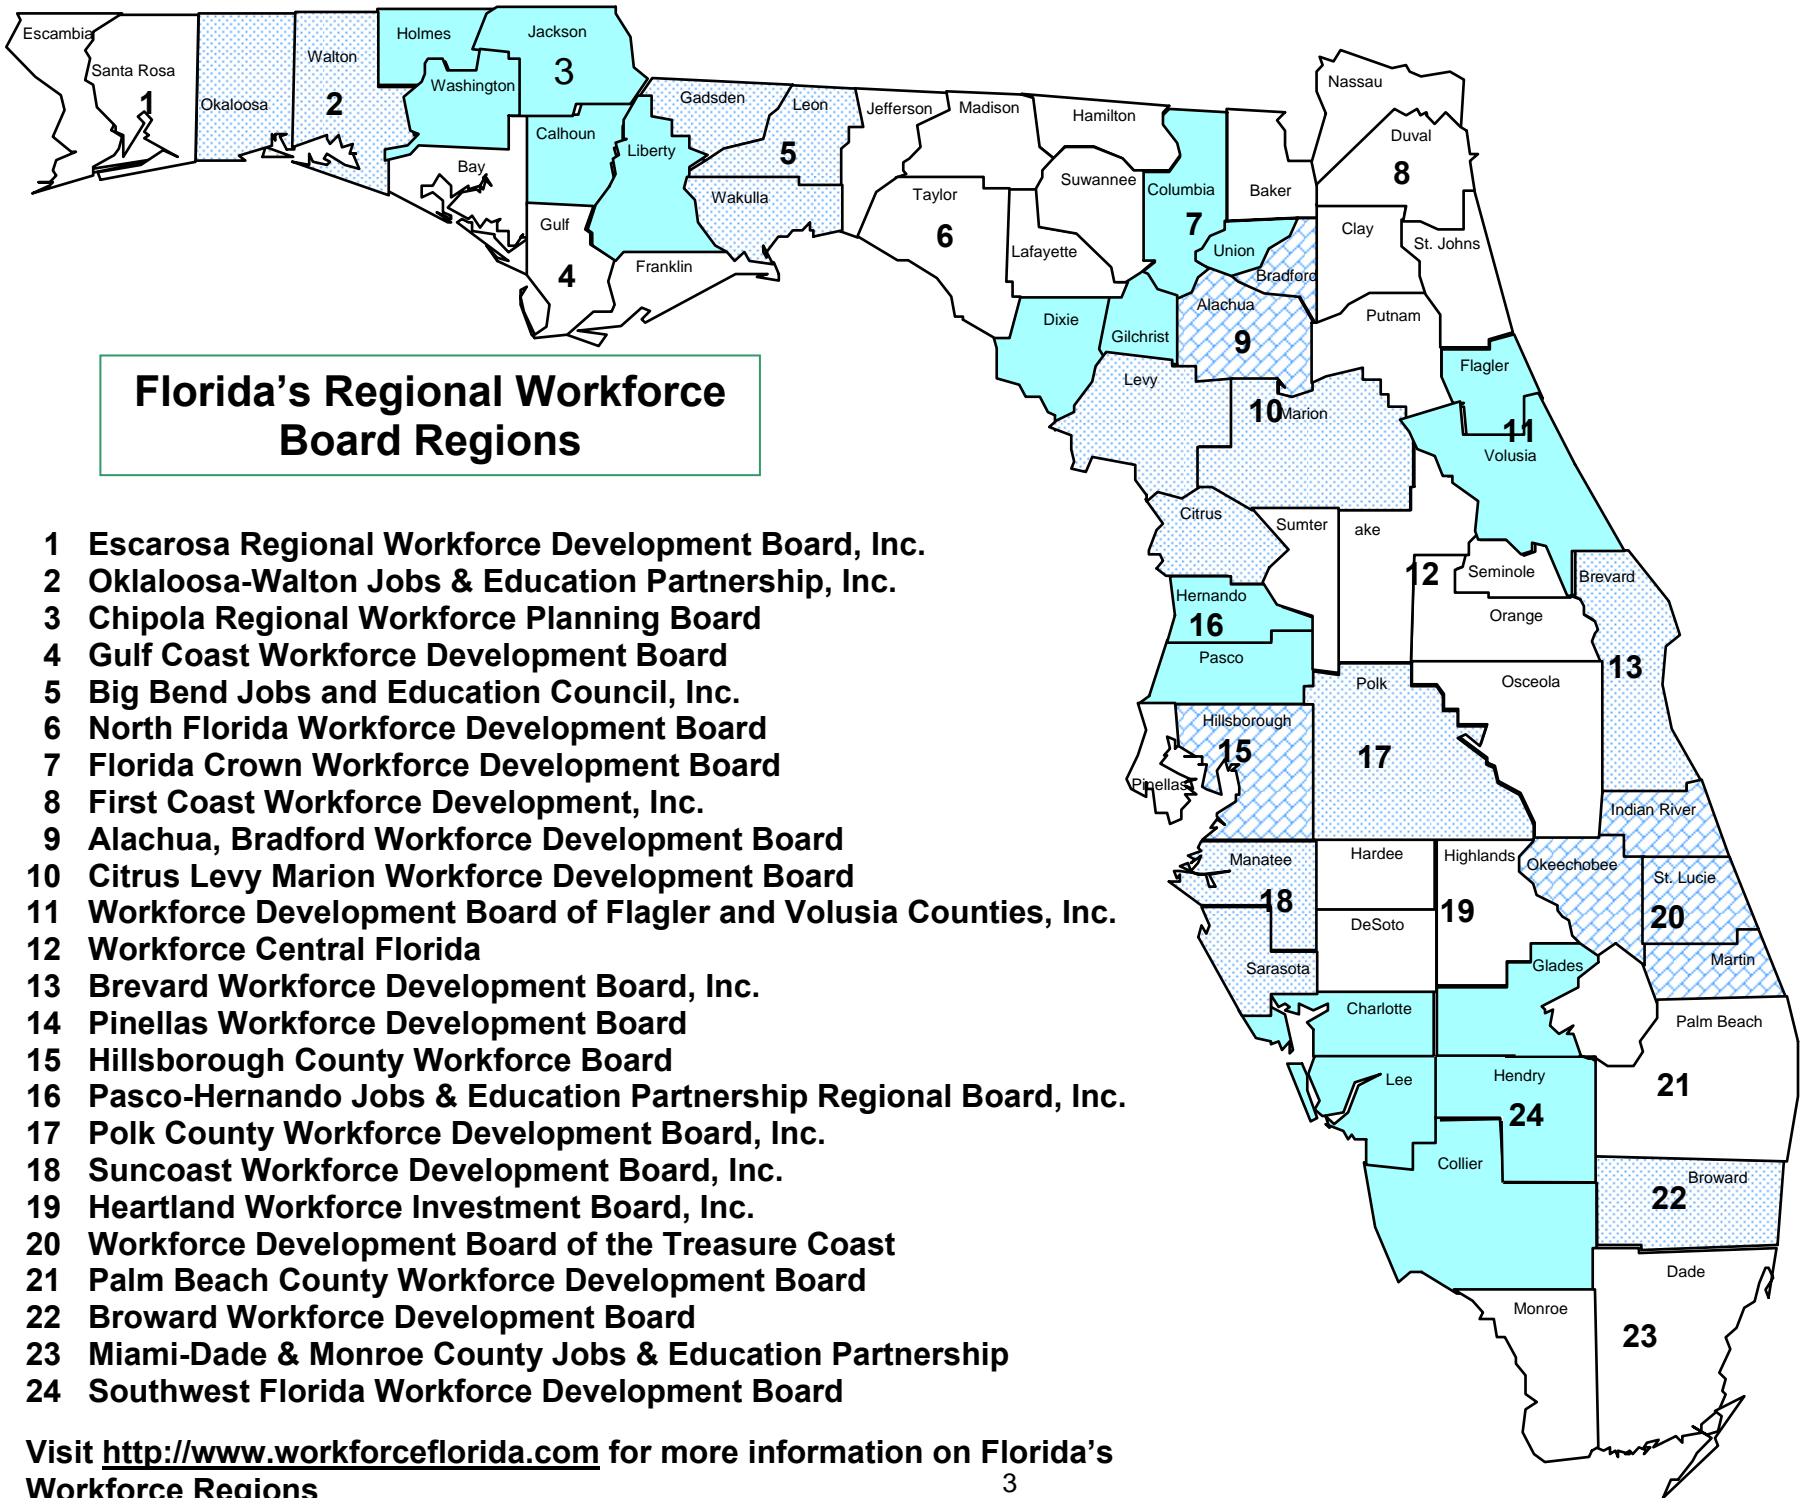 Escambia
Santa Rosa
1
Okaloosa
Walton
2
Holmes
Washington
Jackson
3
Calhoun
Bay
Gulf
4
Liberty
Franklin
Gadsden
Leon
5
Wakulla
Jefferson
Madison
Hamilton
Suwannee
Taylor
6
Lafayette
Columbia
7
Union
Dixie
Gilchrist
Baker
Nassau
Duval
8
Clay
St. Johns
Putnam
Bradford
Alachua
9
Levy
10
Marion
Citrus
Flagler
11
Volusia
Sumter
ake
12
Seminole
Orange
Osceola
Brevard
13
Hernando
16
Pasco
Pinellas
Hillsborough
15
Polk
17
Manatee
18
Sarasota
Hardee
Highlands
DeSoto
19
Indian River
Okeechobee
St. Lucie
20
Martin
Glades
Charlotte
Lee
Hendry
24
Collier
Palm Beach
21
Broward
22
Dade
Monroe
23
Florida’s Regional Workforce
Board Regions
1 Escarosa Regional Workforce Development Board, Inc.
2 Oklaloosa-Walton Jobs & Education Partnership, Inc.
3 Chipola Regional Workforce Planning Board
4 Gulf Coast Workforce Development Board
5 Big Bend Jobs and Education Council, Inc.
6 North Florida Workforce Development Board
7 Florida Crown Workforce Development Board
8 First Coast Workforce Development, Inc.
9 Alachua, Bradford Workforce Development Board
10 Citrus Levy Marion Workforce Development Board
11 Workforce Development Board of Flagler and Volusia Counties, Inc.
12 Workforce Central Florida
13 Brevard Workforce Development Board, Inc.
14 Pinellas Workforce Development Board
15 Hillsborough County Workforce Board
16 Pasco-Hernando Jobs & Education Partnership Regional Board, Inc.
17 Polk County Workforce Development Board, Inc.
18 Suncoast Workforce Development Board, Inc.
19 Heartland Workforce Investment Board, Inc.
20 Workforce Development Board of the Treasure Coast
21 Palm Beach County Workforce Development Board
22 Broward Workforce Development Board
23 Miami-Dade & Monroe County Jobs & Education Partnership
24 Southwest Florida Workforce Development Board
Visit http://www.workforceflorida.com for more information on Florida’s
Workforce Regions
3